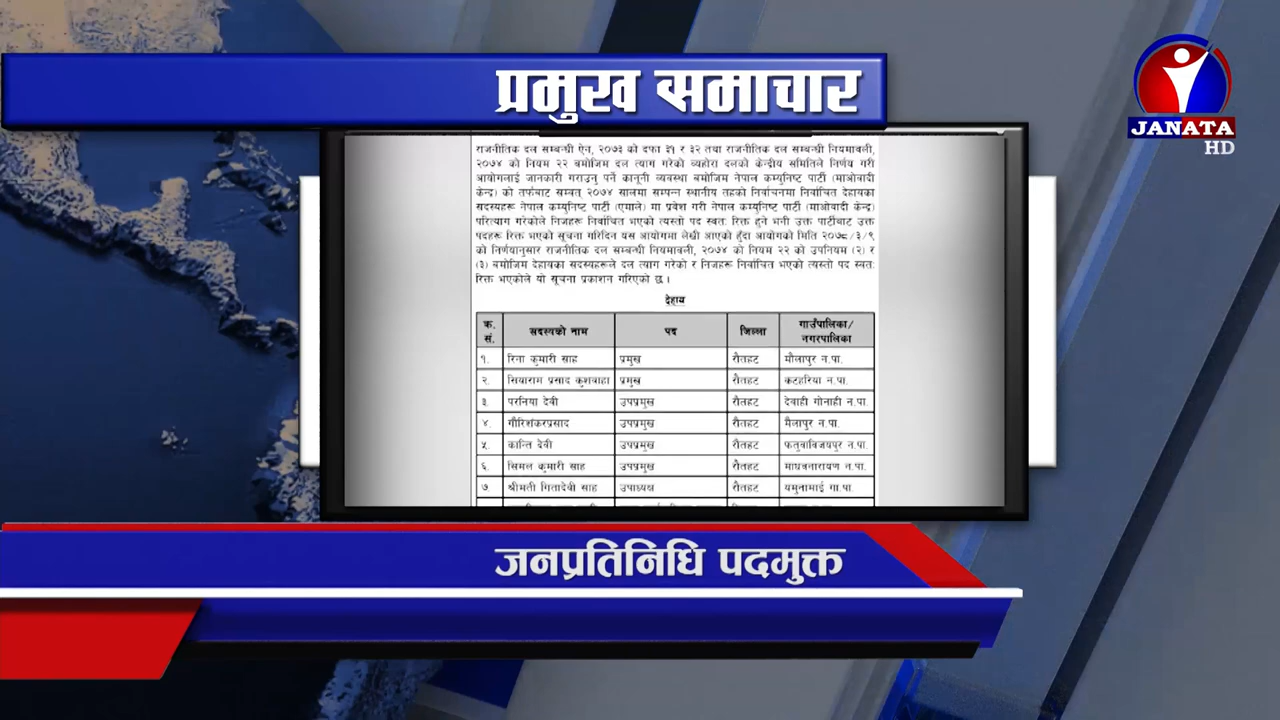 प्रमुख समाचार
JANATA
HD
राजनीतिक दल सम्बन्धी ऐन, २०७३ को दफा ३१ र ३२ तथा राजनीतिक दल सम्बन्धी नियमावली,
२०७४ को नियम २२ बमोजिम दल त्याग गरेको व्यहोरा दलको केन्द्रीय समितिले निर्णय गरी
आयोगलाई जानकारी गराउनु पर्ने कानूनी व्यवस्था बमोजिम नेपाल कम्युनिष्ट पार्टी (माओवादी
केन्द्र) को तर्फबाट सम्वत् २०७४ सालमा सम्पन्न स्थानीय तहको निर्वाचनमा निर्वाचित देहायका
सदस्यहरू नेपाल कम्युनिष्ट पार्टी (एमाले) मा प्रवेश गरी नेपाल कम्युनिष्ट पार्टी (माओवादी केन्द्र)
परित्याग गरेकोले निजहरू निर्वाचित भएको त्यस्तो पद स्वतः रिक्त हुने भनी उक्त पार्टीबाट उक्त
पदहरू रिक्त भएको सूचना गरिदिन यस आयोगमा लेखी आएको हुँदा आयोगको मिति २०७८/३/९
को निर्णयानुसार राजनीतिक दल सम्बन्धी नियमावली, २०७४ को नियम २२ को उपनियम (२) र
(३) बमोजिम देहायका सदस्यहरूले दल त्याग गरेको र निजहरू निर्वाचित भएको त्यस्तो पद स्वतः
रिक्त भएकोले यो सूचना प्रकाशन गरिएको छ।
देहाय
क. सं. सदस्यको नाम पद जिल्ला गाउँपालिका/ नगरपालिका
१. रिना कुमारी साह प्रमुख रौतहट मौलापुर न.पा.
२. सियाराम प्रसाद कुशवाहा प्रमुख रौतहट कटहरिया न.पा.
३. परनिया देवी उपप्रमुख रौतहट देवाही गोनाही न.पा.
४. गौरिशंकरप्रसाद उपप्रमुख रौतहट मैलापुर न.पा.
५. कान्ति देवी उपप्रमुख रौतहट फतुवाविजयपुर न.पा.
६. सिमल कुमारी साह उपप्रमुख रौतहट माधवनारायण न.पा.
७. श्रीमती गितादेवी साह उपाध्यक्ष रौतहट यमुनामाई गा.पा.
जनप्रतिनिधि पदमुक्त